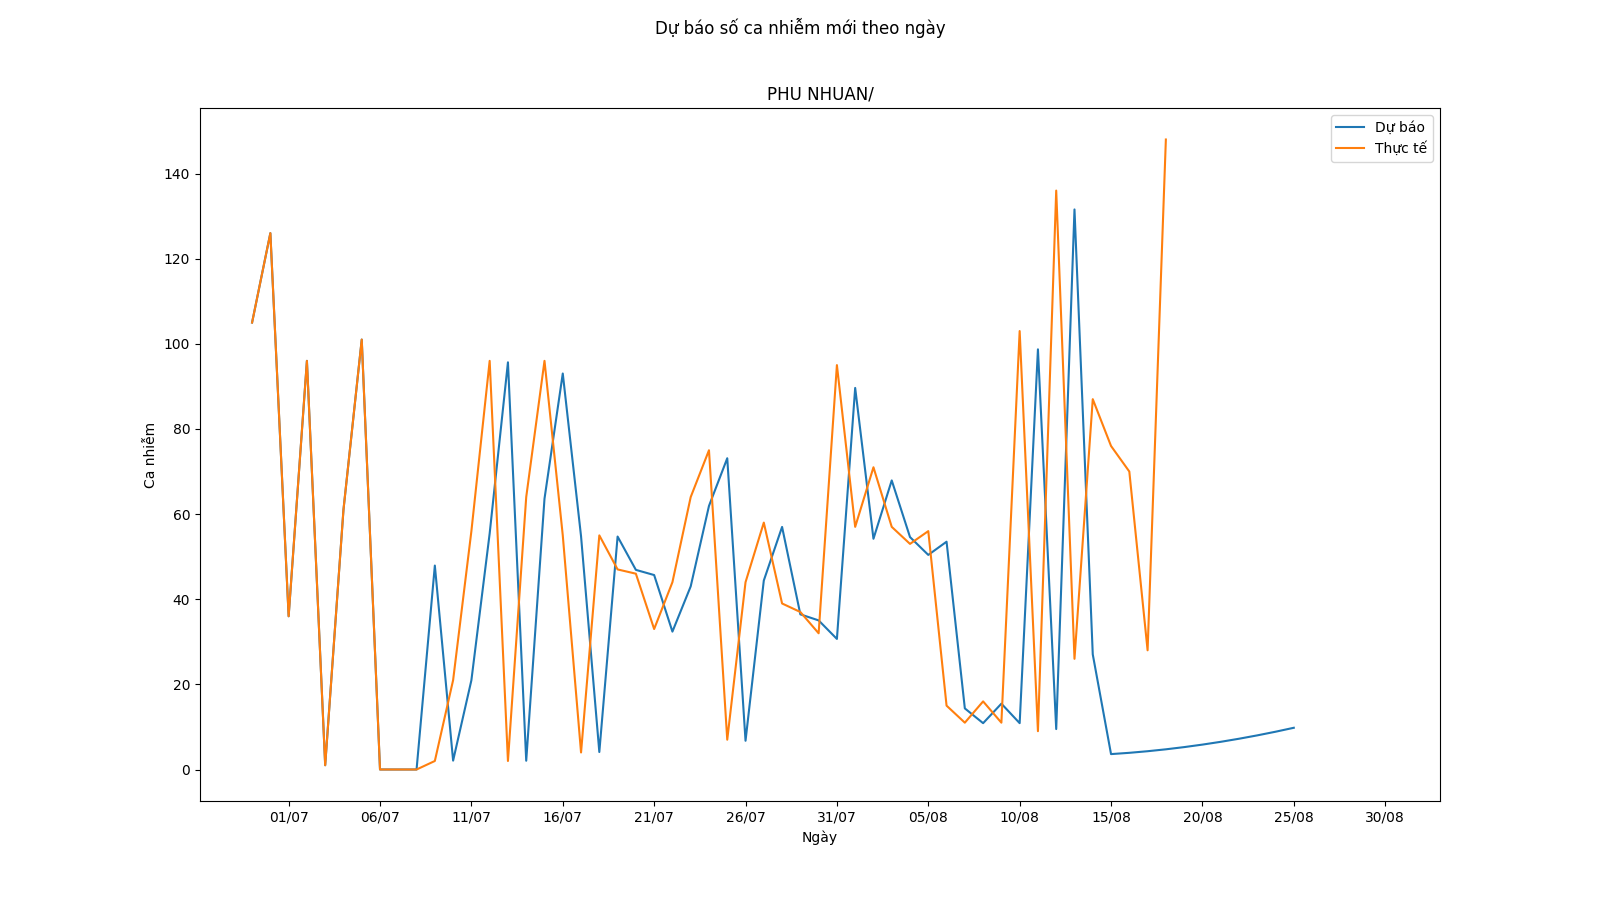 Dự báo số ca nhiễm mới theo ngày
PHU NHUAN/
Dự báo
Thực tế
140
120
100
80
60
40
20
0
Ca nhiễm
01/07 06/07 11/07 16/07 21/07 26/07 31/07 05/08 10/08 15/08 20/08 25/08 30/08
Ngày